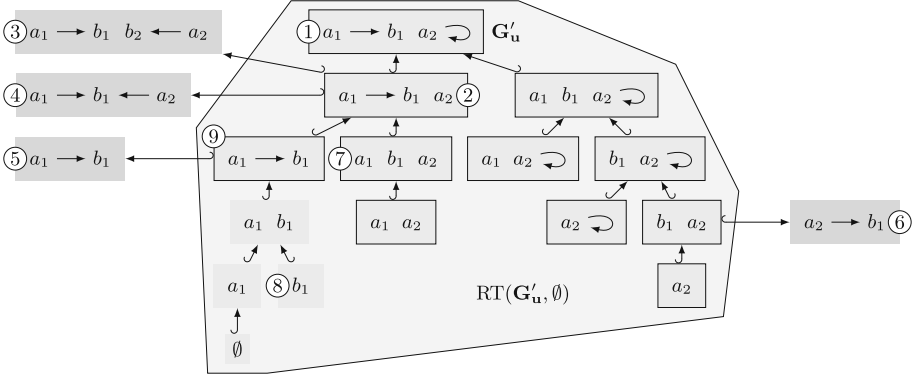 ③ a₁ ⟶ b₁ b₂ ⟵ a₂
① a₁ ⟶ b₁ a₂ G′ᵤ
④ a₁ ⟶ b₁ ⟵ a₂
a₁ ⟶ b₁ a₂ ②
a₁ b₁ a₂
⑤ a₁ ⟶ b₁
⑨ a₁ ⟶ b₁
⑦ a₁ b₁ a₂
a₁ a₂
b₁ a₂
a₁ b₁
a₁ a₂
a₂
b₁ a₂
a₂ ⟶ b₁ ⑥
a₁
⑧ b₁
RT(G′ᵤ, ∅)
a₂
∅